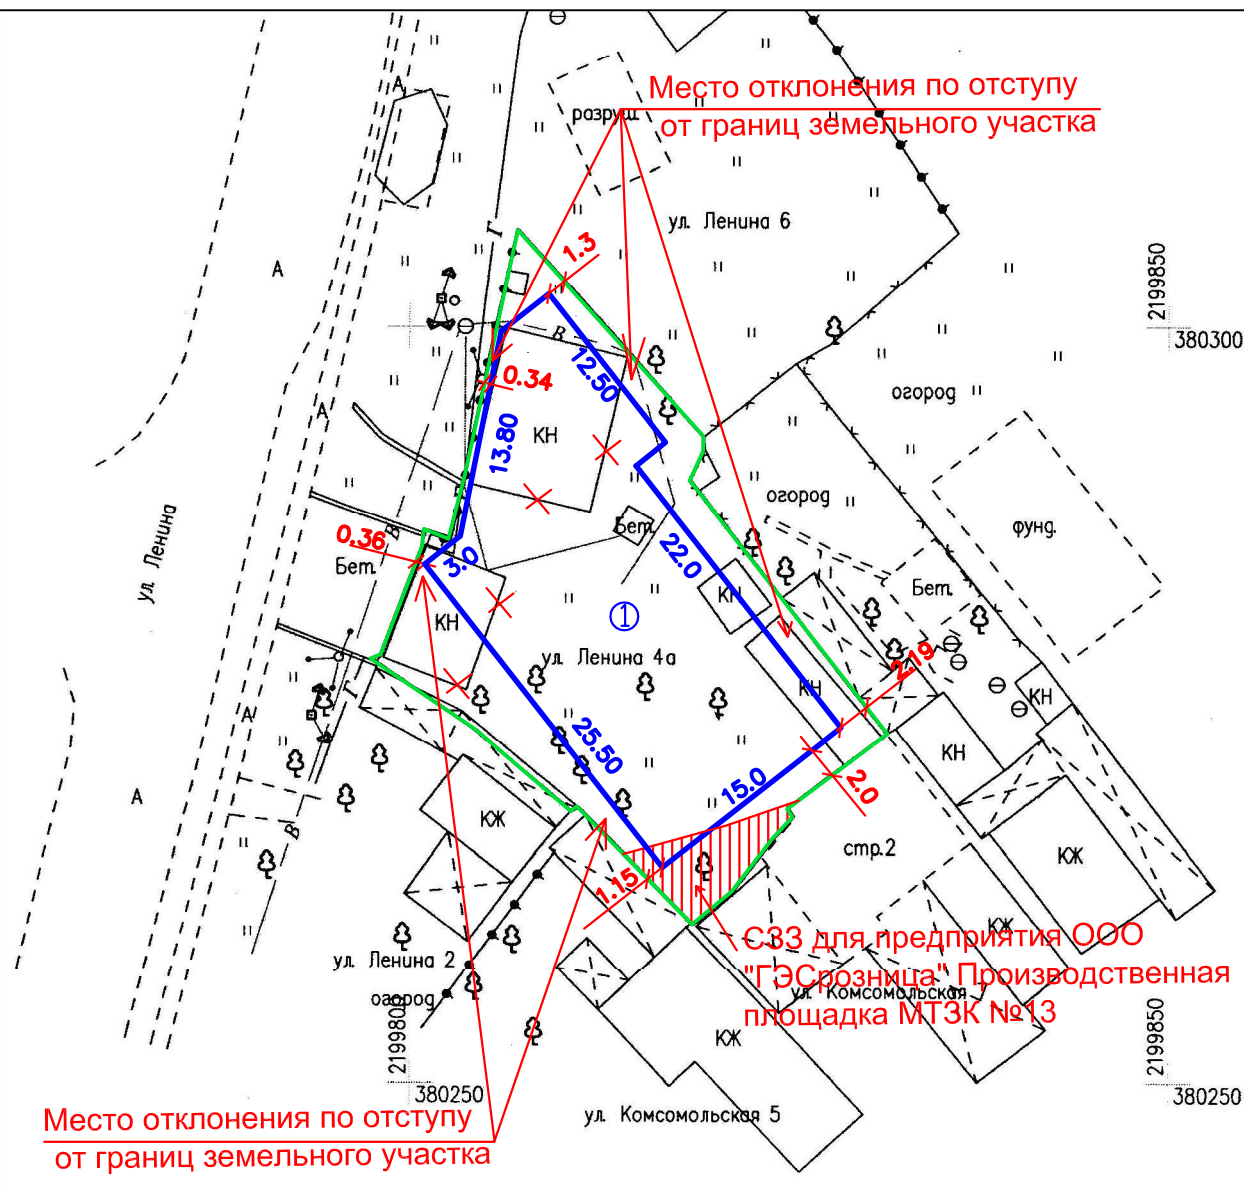 Место отклонения по отступу
от границ земельного участка
разруш.
ул. Ленина 6
А
Г
1.3
2199850
380300
А
В
12.50
0.34
огород
А
КН
13.80
огород
фунд.
ул. Ленина
В
0.36
Бет.
22.0
Бет.
3.0
Бет.
КН
1
КН
ул. Ленина 4а
2.19
КН
КН
Г
А
25.50
КН
2.0
15.0
А
КЖ
В
стр.2
КЖ
1.15
СЗЗ для предприятия ООО
КЖ
"ГЭСрозница" Производственная
ул. Комсомольская
площадка МТЗК №13
ул. Ленина 2
огород
2199800
КЖ
2199850
380250
380250
ул. Комсомольская 5
Место отклонения по отступу
от границ земельного участка